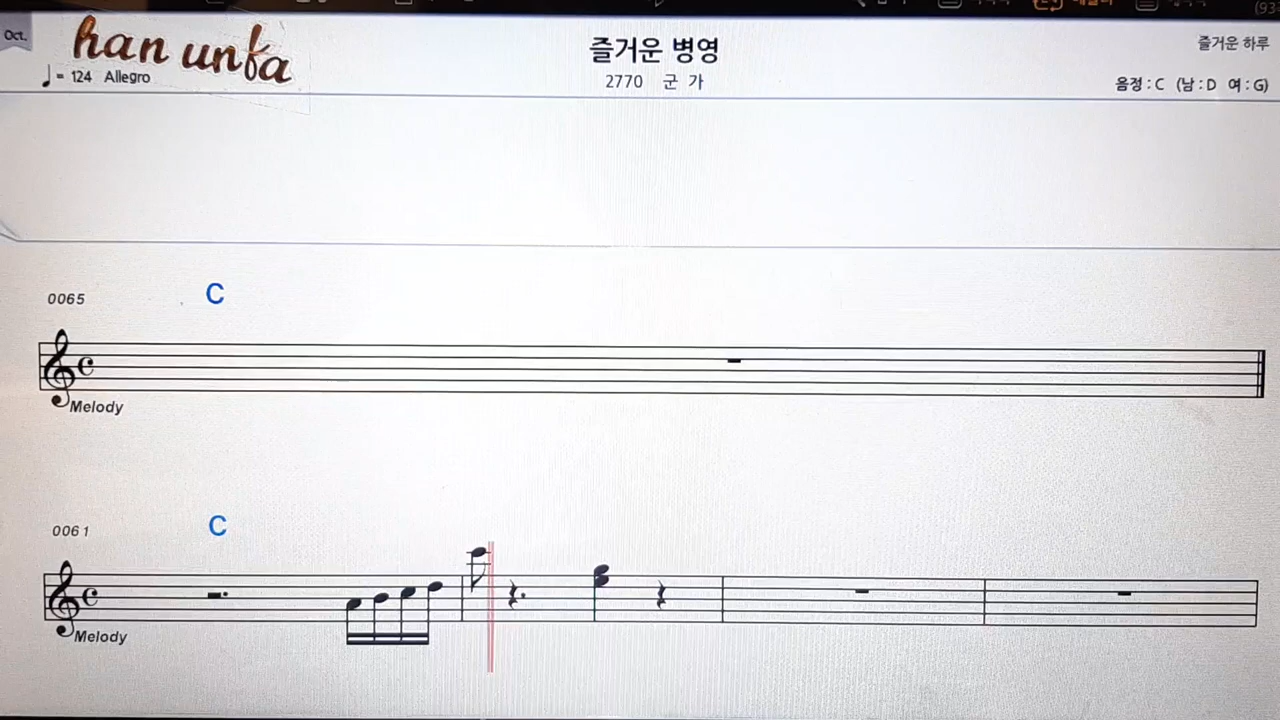 Oct.
han unfa
♩= 124 Allegro
즐거운 병영
2770 군 가
즐거운 하루
음정 : C (남 : D 여 : G)
0065 C
Melody
0061 C
Melody